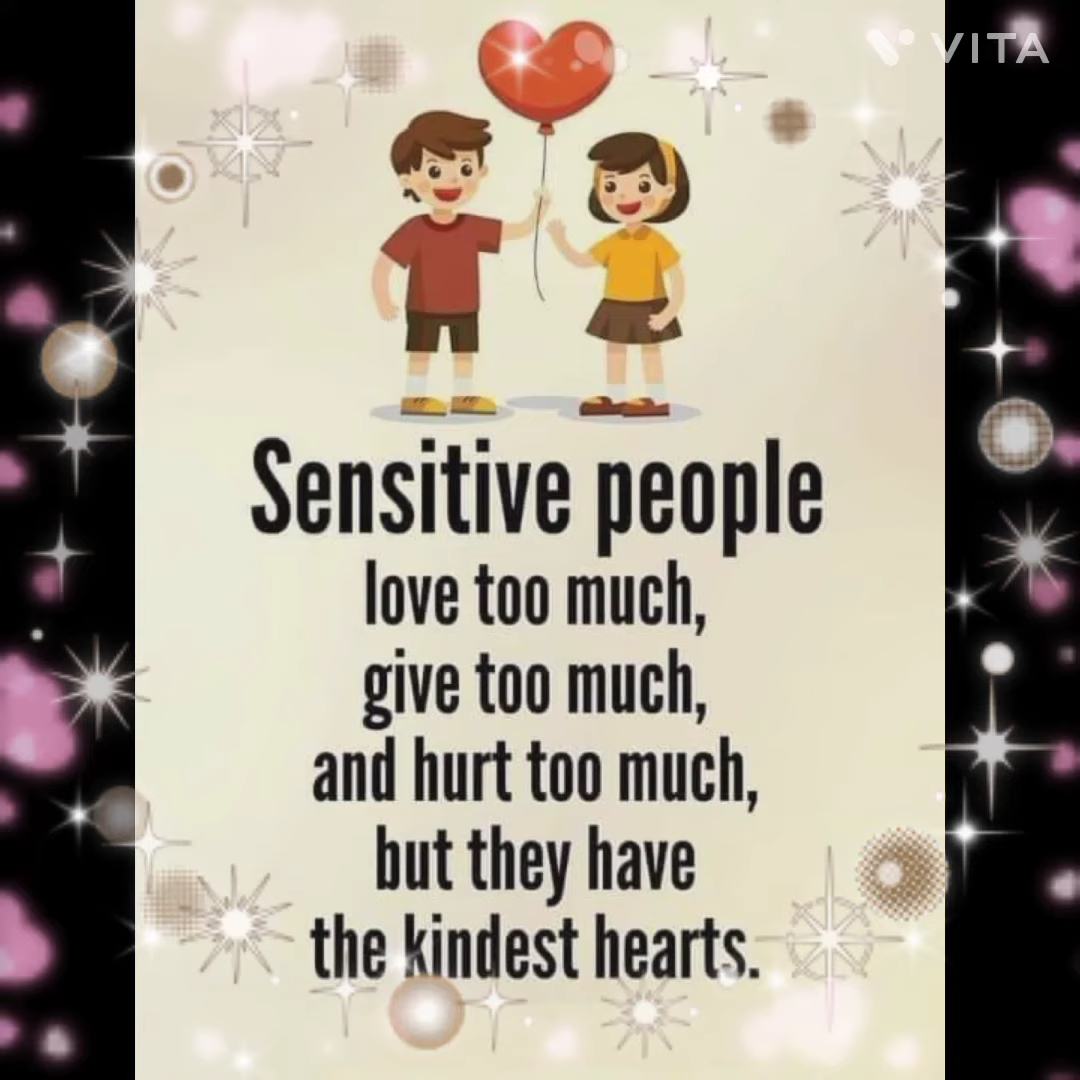 VITA
Sensitive people
love too much,
give too much,
and hurt too much,
but they have
the kindest hearts.